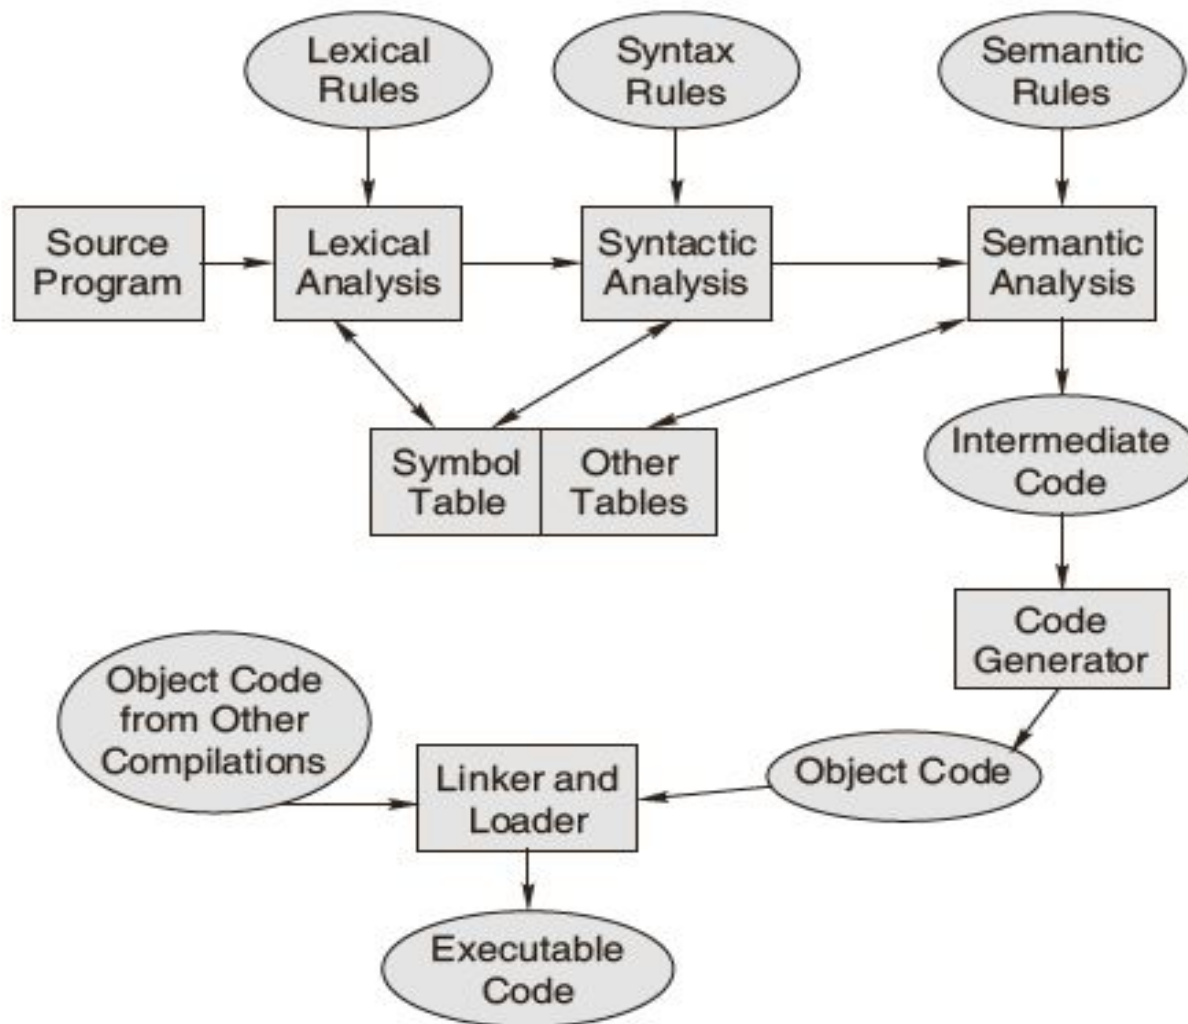 Lexical
Rules
Syntax
Rules
Semantic
Rules
Source
Program
Lexical
Analysis
Syntactic
Analysis
Semantic
Analysis
Symbol
Table
Other
Tables
Intermediate
Code
Code
Generator
Object Code
from Other
Compilations
Linker and
Loader
Object Code
Executable
Code